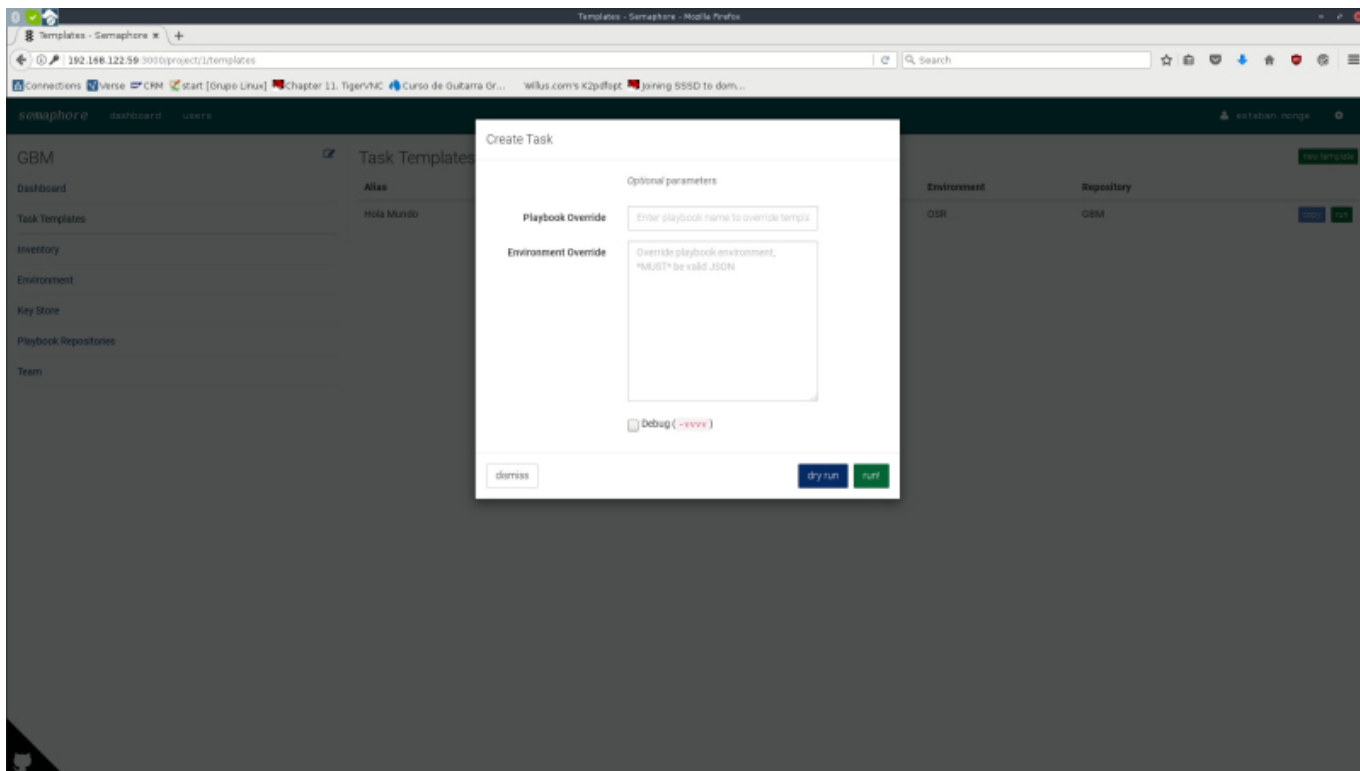 Templates - Semaphore - Mozilla Firefox
Templates - Semaphore
192.168.122.59:3000/project/1/templates
Search
Connections Verse CRM start [Grupo Linux] Chapter 11. TigerVNC Curso de Guitarra Gr... Willus.com's K2pdfopt Joining SSSD to dom...
semaphore dashboard users esteban monge
GBM Task Templates new template
Dashboard Alias Environment Repository
Task Templates Hola Mundo OSR GBM copy run
Inventory
Environment
Key Store
Playbook Repositories
Team
Create Task
Optional parameters
Playbook Override Enter playbook name to override templa
Environment Override Override playbook environment,
*MUST* be valid JSON
Debug ( -vvvv )
dismiss dry run run!